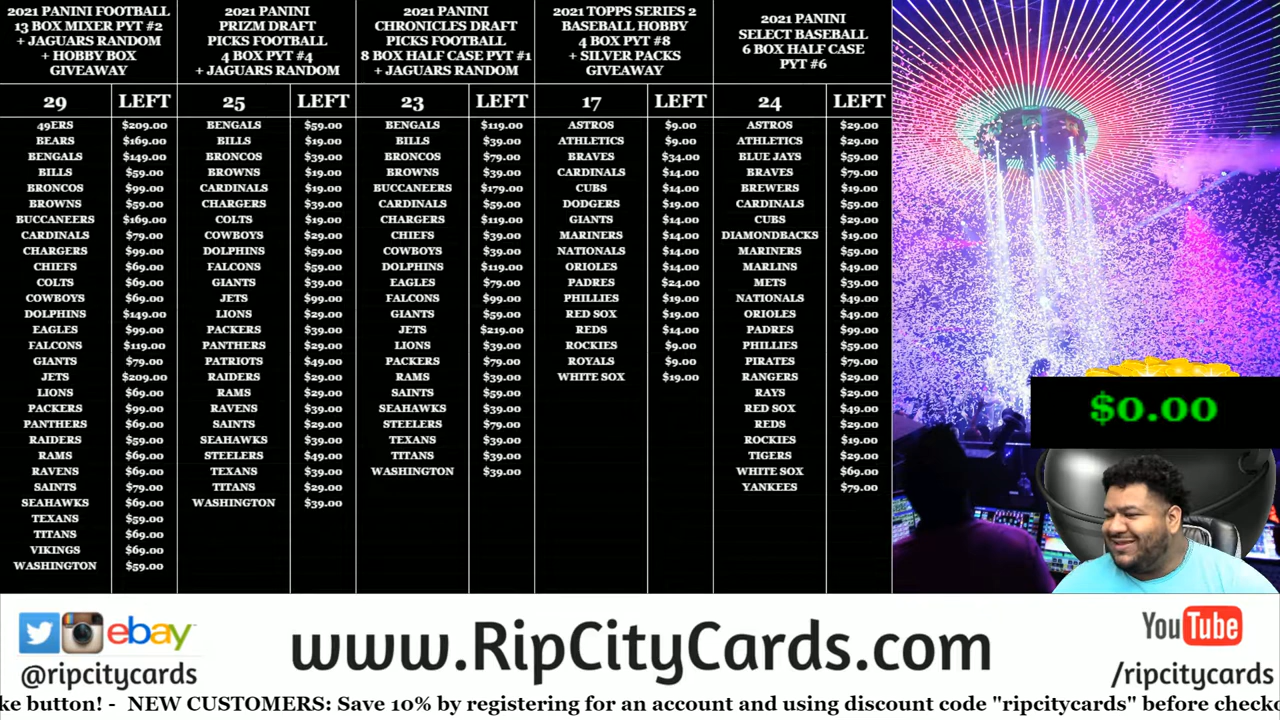 2021 PANINI FOOTBALL
13 BOX MIXER PYT #2
+ JAGUARS RANDOM
+ HOBBY BOX
GIVEAWAY
29 LEFT
49ERS $209.00
BEARS $169.00
BENGALS $149.00
BILLS $59.00
BRONCOS $99.00
BROWNS $59.00
BUCCANEERS $169.00
CARDINALS $79.00
CHARGERS $99.00
CHIEFS $69.00
COLTS $69.00
COWBOYS $69.00
DOLPHINS $149.00
EAGLES $99.00
FALCONS $119.00
GIANTS $79.00
JETS $209.00
LIONS $69.00
PACKERS $99.00
PANTHERS $69.00
RAIDERS $59.00
RAMS $69.00
RAVENS $69.00
SAINTS $79.00
SEAHAWKS $69.00
TEXANS $59.00
TITANS $69.00
VIKINGS $69.00
WASHINGTON $59.00
2021 PANINI
PRIZM DRAFT
PICKS FOOTBALL
4 BOX PYT #4
+ JAGUARS RANDOM
25 LEFT
BENGALS $59.00
BILLS $19.00
BRONCOS $39.00
BROWNS $19.00
CARDINALS $19.00
CHARGERS $39.00
COLTS $19.00
COWBOYS $29.00
DOLPHINS $59.00
FALCONS $59.00
GIANTS $39.00
JETS $99.00
LIONS $29.00
PACKERS $39.00
PANTHERS $29.00
PATRIOTS $49.00
RAIDERS $29.00
RAMS $29.00
RAVENS $39.00
SAINTS $29.00
SEAHAWKS $39.00
STEELERS $49.00
TEXANS $39.00
TITANS $29.00
WASHINGTON $39.00
2021 PANINI
CHRONICLES DRAFT
PICKS FOOTBALL
8 BOX HALF CASE PYT #1
+ JAGUARS RANDOM
23 LEFT
BENGALS $119.00
BILLS $39.00
BRONCOS $79.00
BROWNS $39.00
BUCCANEERS $179.00
CARDINALS $59.00
CHARGERS $119.00
CHIEFS $39.00
COWBOYS $39.00
DOLPHINS $119.00
EAGLES $79.00
FALCONS $99.00
GIANTS $59.00
JETS $219.00
LIONS $39.00
PACKERS $79.00
RAMS $39.00
SAINTS $59.00
SEAHAWKS $39.00
STEELERS $79.00
TEXANS $39.00
TITANS $39.00
WASHINGTON $39.00
2021 TOPPS SERIES 2
BASEBALL HOBBY
4 BOX PYT #8
+ SILVER PACKS
GIVEAWAY
17 LEFT
ASTROS $9.00
ATHLETICS $9.00
BRAVES $34.00
CARDINALS $14.00
CUBS $14.00
DODGERS $19.00
GIANTS $14.00
MARINERS $14.00
NATIONALS $14.00
ORIOLES $14.00
PADRES $24.00
PHILLIES $19.00
RED SOX $19.00
REDS $14.00
ROCKIES $9.00
ROYALS $9.00
WHITE SOX $19.00
2021 PANINI
SELECT BASEBALL
6 BOX HALF CASE
PYT #6
24 LEFT
ASTROS $29.00
ATHLETICS $29.00
BLUE JAYS $59.00
BRAVES $79.00
BREWERS $19.00
CARDINALS $59.00
CUBS $29.00
DIAMONDBACKS $19.00
MARINERS $59.00
MARLINS $49.00
METS $39.00
NATIONALS $49.00
ORIOLES $49.00
PADRES $99.00
PHILLIES $59.00
PIRATES $79.00
RANGERS $29.00
RAYS $29.00
RED SOX $49.00
REDS $29.00
ROCKIES $19.00
TIGERS $29.00
WHITE SOX $69.00
YANKEES $79.00
$0.00
ebay
@ripcitycards
www.RipCityCards.com
YouTube
/ripcitycards
ke button! - NEW CUSTOMERS: Save 10% by registering for an account and using discount code "ripcitycards" before checko